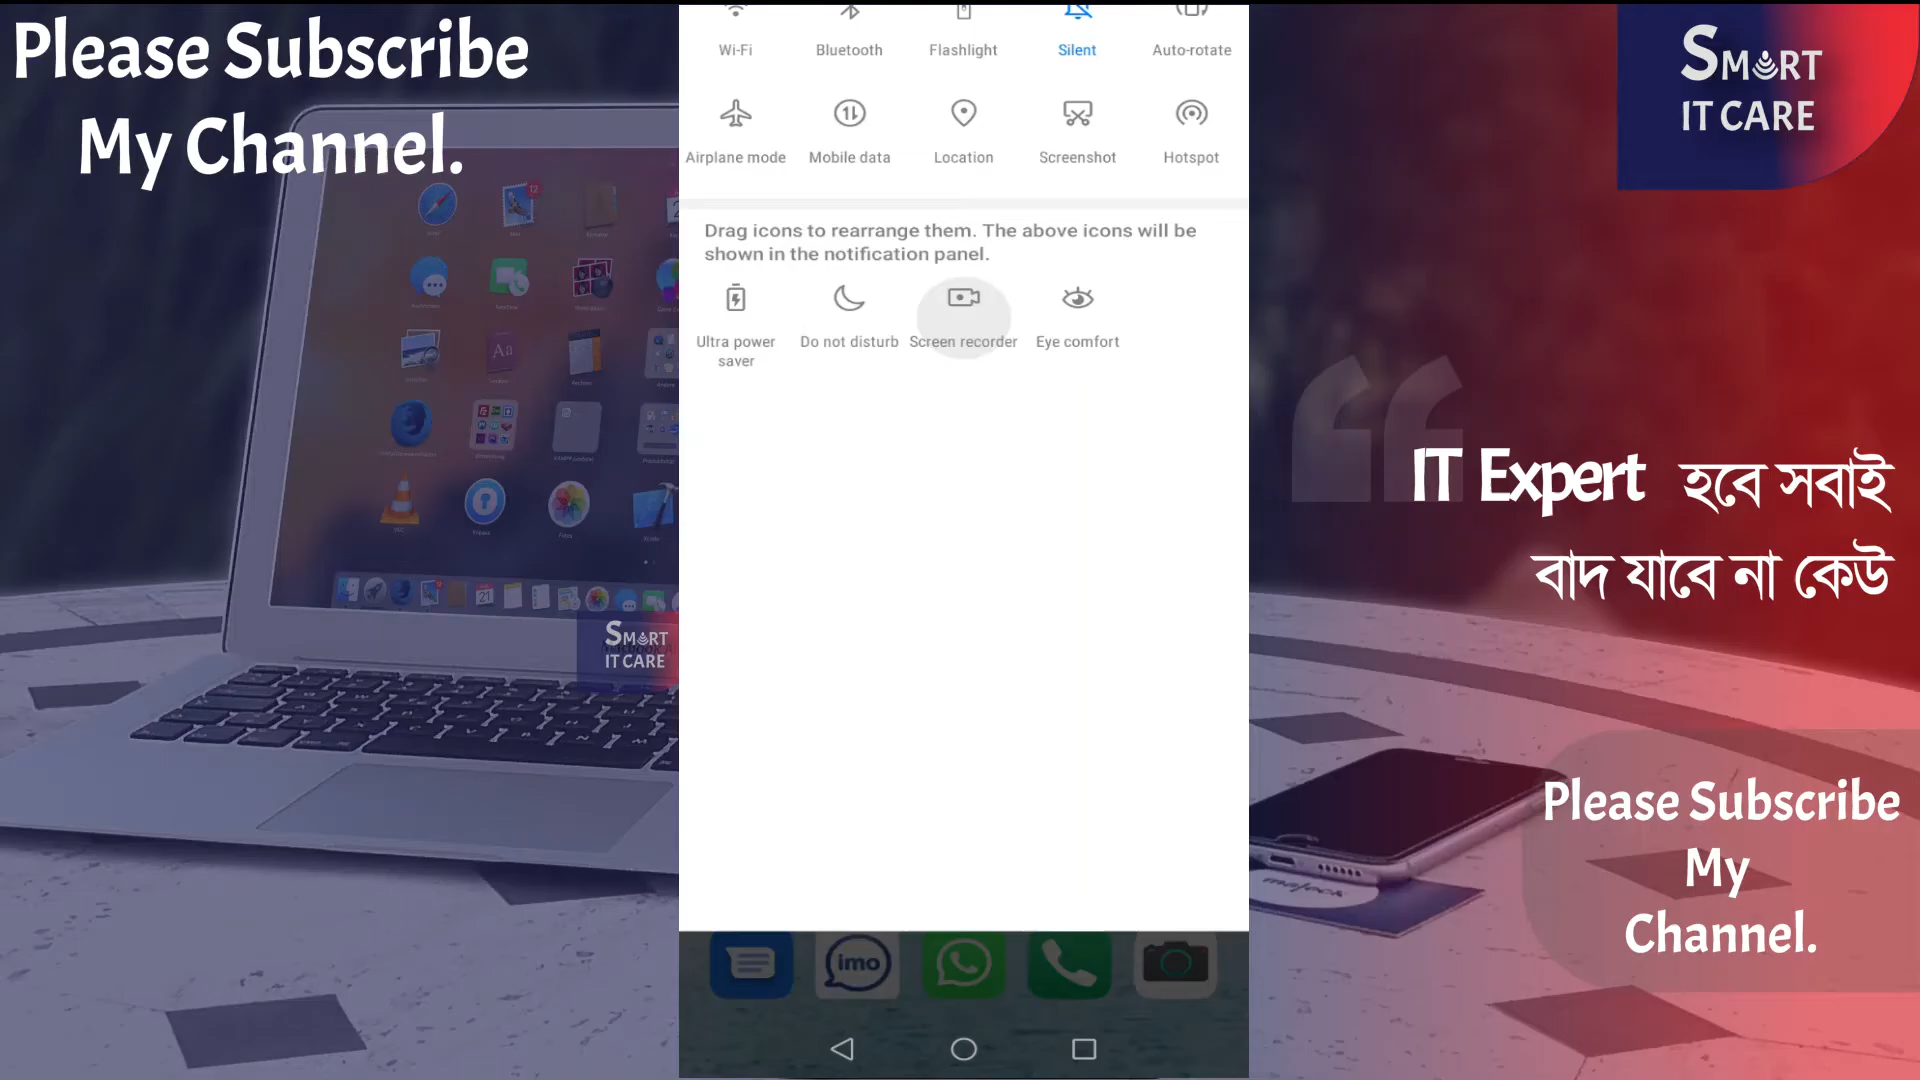 Please Subscribe
My Channel.
Wi-Fi Bluetooth Flashlight Silent Auto-rotate
Airplane mode Mobile data Location Screenshot Hotspot
Drag icons to rearrange them. The above icons will be
shown in the notification panel.
Ultra power saver Do not disturb Screen recorder Eye comfort
imo
SMART
IT CARE
SMART
IT CARE
IT Expert হবে সবাই
বাদ যাবে না কেউ
Please Subscribe
My
Channel.